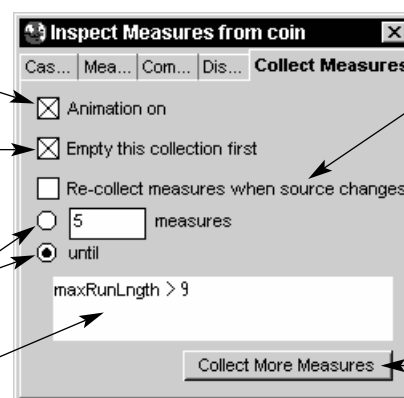 Inspect Measures from coin
Cas... Mea... Com... Dis... Collect Measures
Animation on
Empty this collection first
Re-collect measures when source changes
5 measures
until
maxRunLngth > 9
Collect More Measures